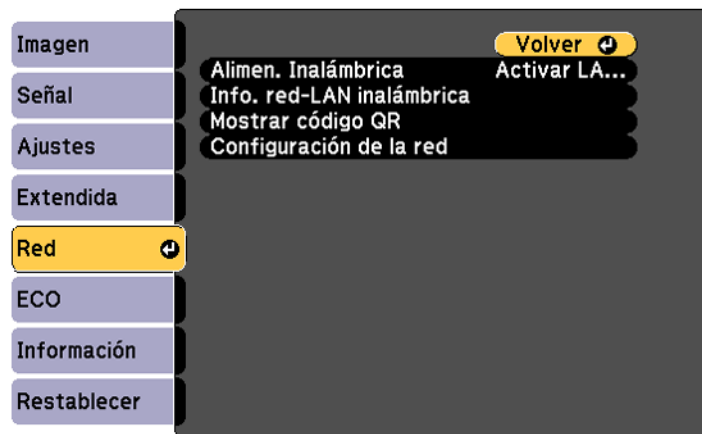 Imagen
Señal
Ajustes
Extendida
Red
ECO
Información
Restablecer
Volver
Alimen. Inalámbrica Activar LA...
Info. red-LAN inalámbrica
Mostrar código QR
Configuración de la red